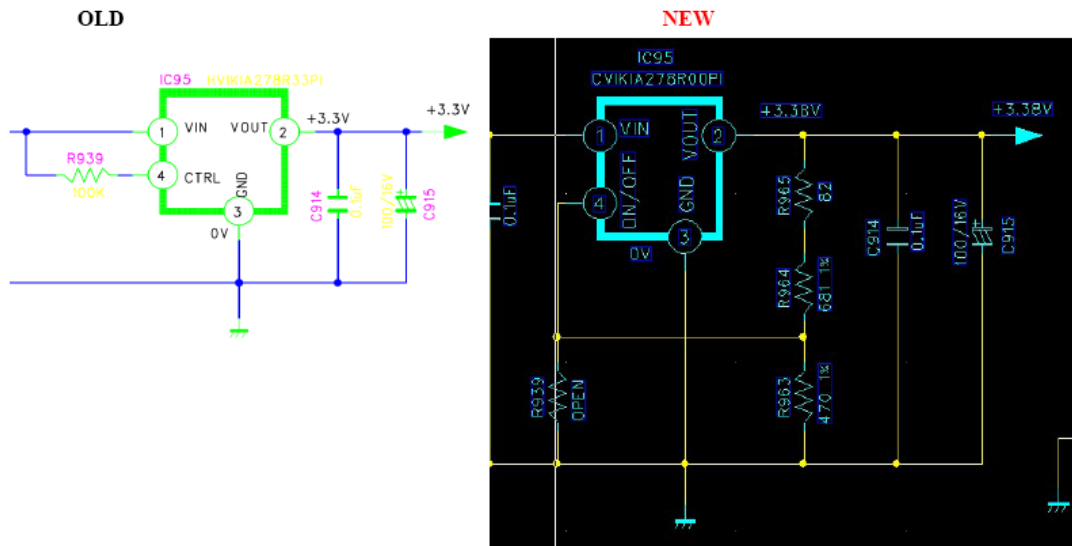 OLD
NEW
IC95 HVIKIA278R33PI
1 VIN VOUT 2 +3.3V +3.3V
R939
100K
4 CTRL
GND
3
0V
C914
0.1uF
100/16V
C915
IC95
CVIKIA278R00PI
1 VIN VOUT 2 +3.38V +3.38V
4 ON/OFF GND
3
0V
0.1uF
R965
82
R964
681 1%
R963
470 1%
C914
0.1uF
100/16V
C915
R939
OPEN